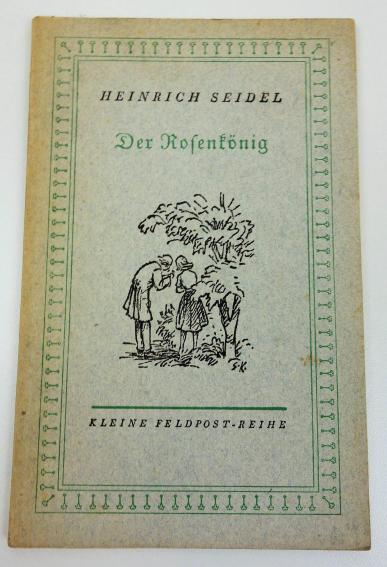 HEINRICH SEIDEL
Der Roſenkönig
G.K.
KLEINE FELDPOST-REIHE